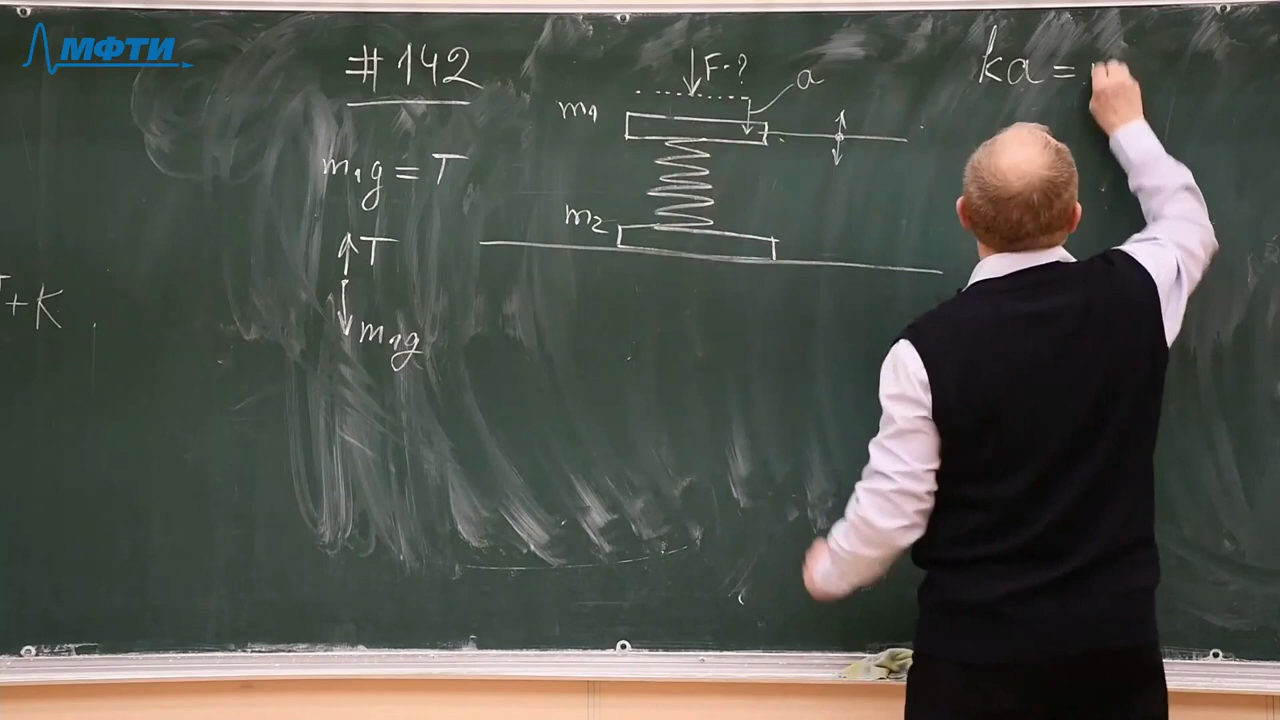 МФТИ
# 142
F-?
a
ka =
m₁
m₁g = T
m₂
T
+ K
m₁g